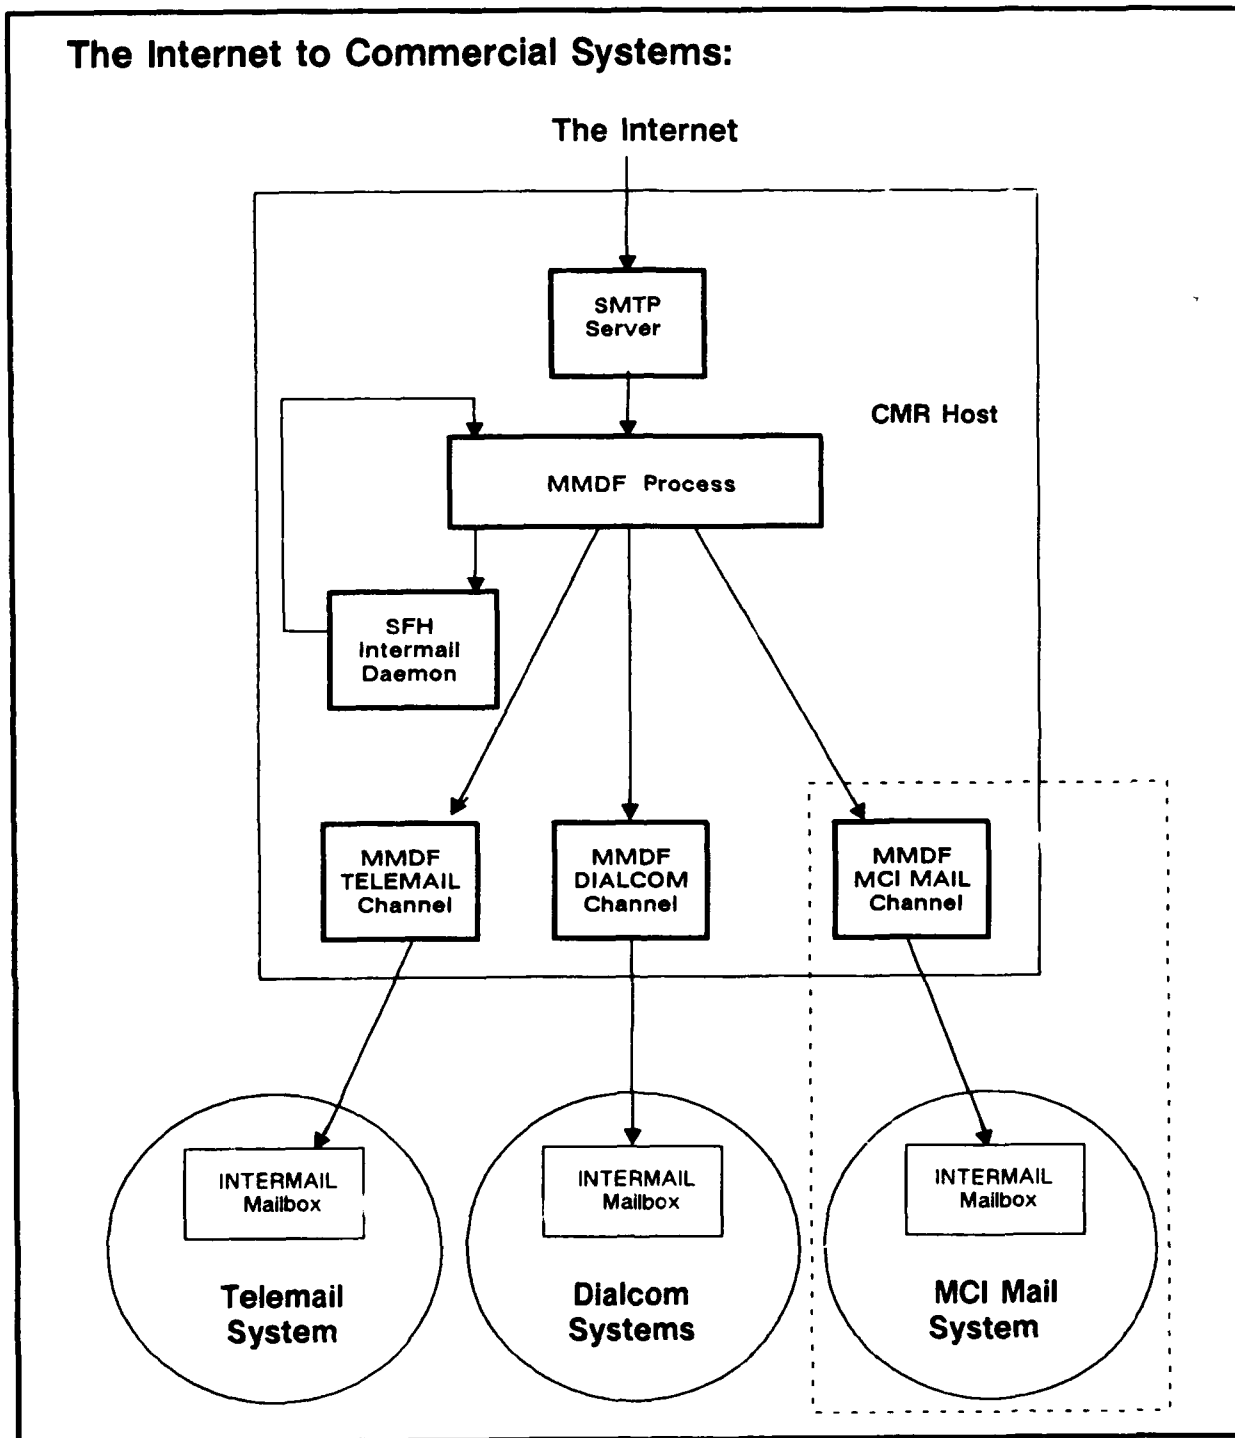 The Internet to Commercial Systems:
The Internet
SMTP
Server
CMR Host
MMDF Process
SFH
Intermail
Daemon
MMDF
TELEMAIL
Channel
MMDF
DIALCOM
Channel
MMDF
MCI MAIL
Channel
INTERMAIL
Mailbox
INTERMAIL
Mailbox
INTERMAIL
Mailbox
Telemail
System
Dialcom
Systems
MCI Mail
System